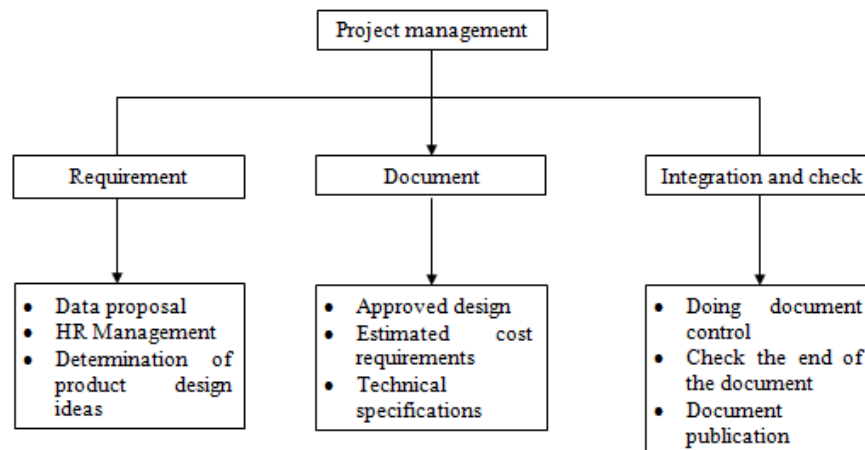 Project management
Requirement
Document
Integration and check
• Data proposal
• HR Management
• Determination of
product design
ideas
• Approved design
• Estimated cost
requirements
• Technical
specifications
• Doing document
control
• Check the end of
the document
• Document
publication